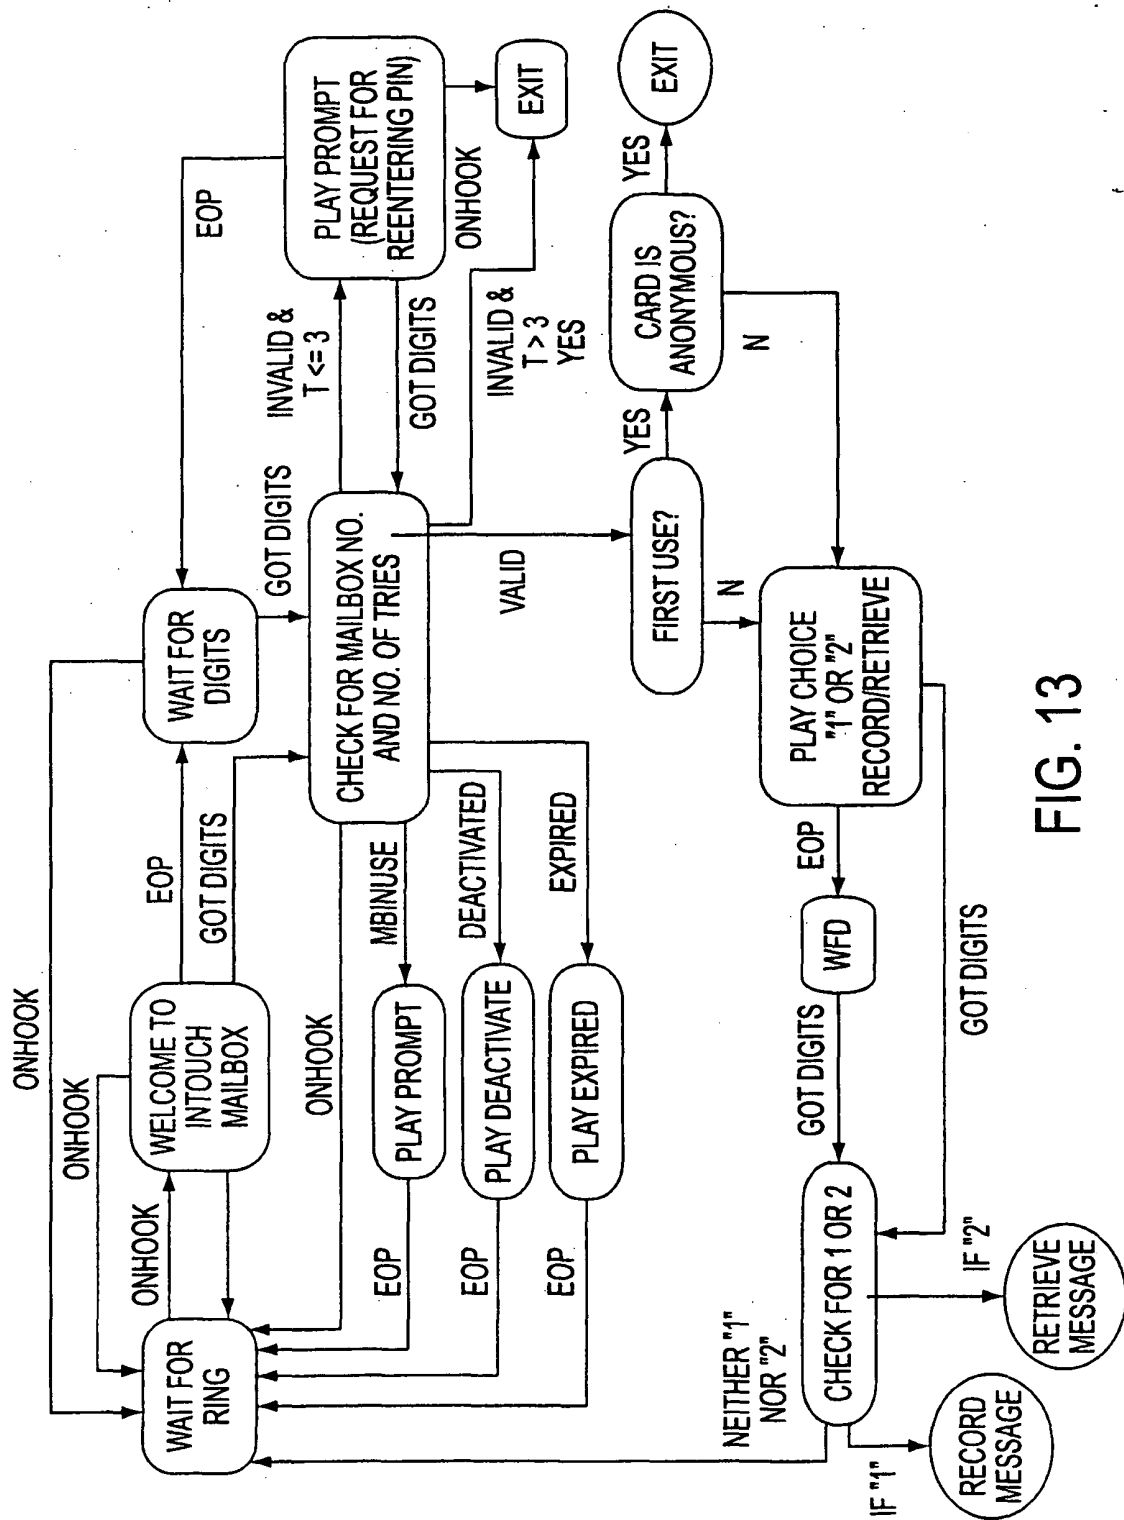 ONHOOK
ONHOOK
EOP
WAIT FOR
RING
ONHOOK
WELCOME TO
INTOUCH
MAILBOX
EOP
GOT DIGITS
WAIT FOR
DIGITS
GOT DIGITS
INVALID &
T <= 3
PLAY PROMPT
(REQUEST FOR
REENTERING PIN)
GOT DIGITS
ONHOOK
EXIT
INVALID &
T > 3
YES
CHECK FOR MAILBOX NO.
AND NO. OF TRIES
ONHOOK
MBINUSE
DEACTIVATED
EXPIRED
VALID
EOP
PLAY PROMPT
EOP
PLAY DEACTIVATE
EOP
PLAY EXPIRED
FIRST USE?
YES
CARD IS
ANONYMOUS?
YES
EXIT
N
N
PLAY CHOICE
"1" OR "2"
RECORD/RETRIEVE
EOP
WFD
GOT DIGITS
GOT DIGITS
NEITHER "1"
NOR "2"
CHECK FOR 1 OR 2
IF "1"
RECORD
MESSAGE
IF "2"
RETRIEVE
MESSAGE
FIG. 13